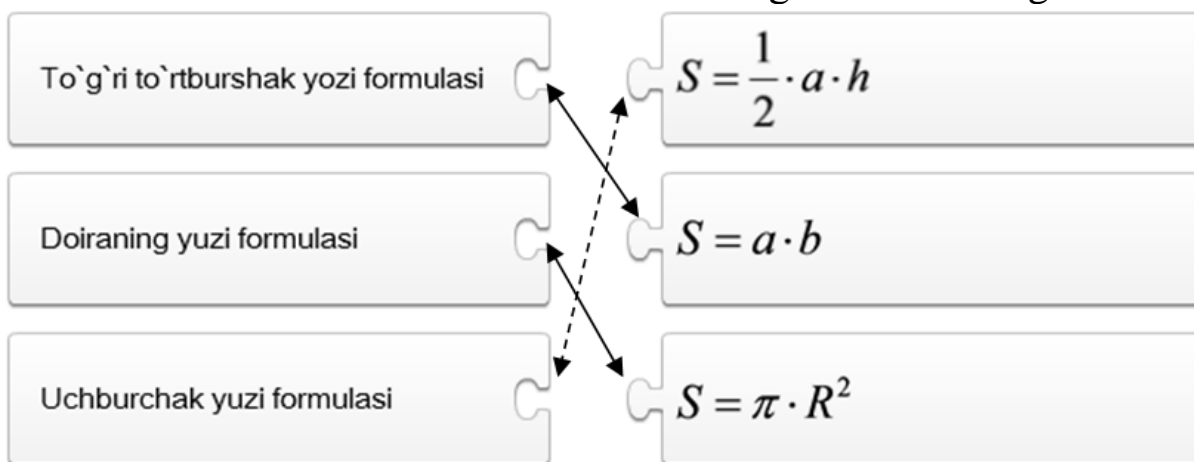 To`g`ri to`rtburshak yozi formulasi
S = 1/2 · a · h
Doiraning yuzi formulasi
S = a · b
Uchburchak yuzi formulasi
S = π · R²